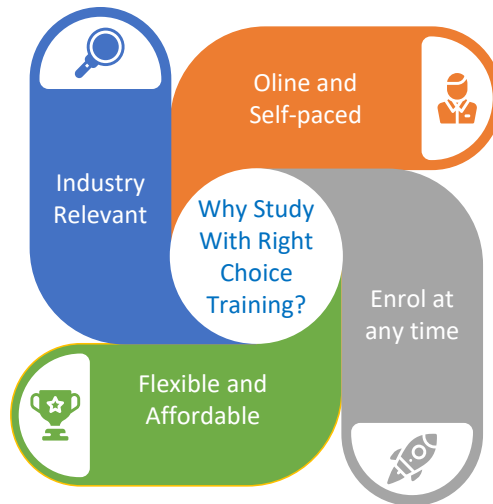 Oline and
Self-paced
Industry
Relevant
Why Study
With Right
Choice
Training?
Enrol at
any time
Flexible and
Affordable